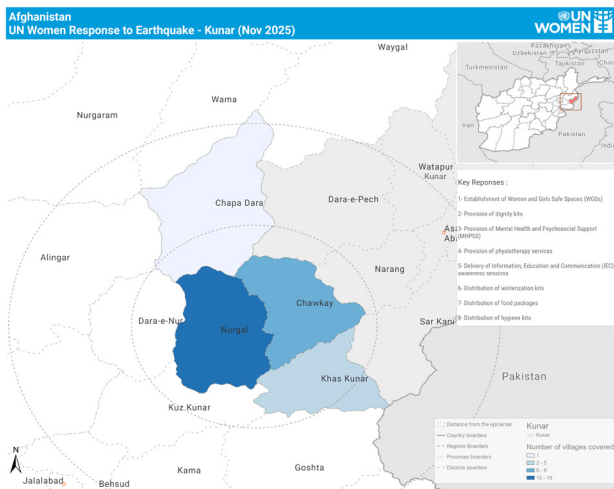 Afghanistan
UN Women Response to Earthquake - Kunar (Nov 2025)
UN
WOMEN
Waygal
Wama
Nurgaram
Watapur
Kunar
Chapa Dara
Dara-e-Pech
Alingar
Narang
Chawkay
Dara-e-Nur
Nurgal
Sar Kani
Khas Kunar
Pakistan
Kuz Kunar
Kama
Goshta
Jalalabad
Behsud
N
Kazakhstan
Uzbekistan
Kyrgyzstan
Turkmenistan
Tajikistan
China
Iran
Pakistan
India
Key Reponses :
1- Establishment of Women and Girls Safe Spaces (WGSs)
2- Provision of dignity kits
3- Provision of Mental Health and Psychosocial Support
(MHPSS)
4- Provision of physiotherapy services
5- Delivery of Information, Education and Communication (IEC)
awareness sessions
6- Distribution of winterization kits
7- Distribution of food packages
8- Distribution of hygiene kits
Distance from the epicenter
Country boarders
Regions Boarders
Provinces boarders
Districts boarders
Kunar
Kunar
Number of villages covered
1
2 - 5
6 - 9
10 - 18